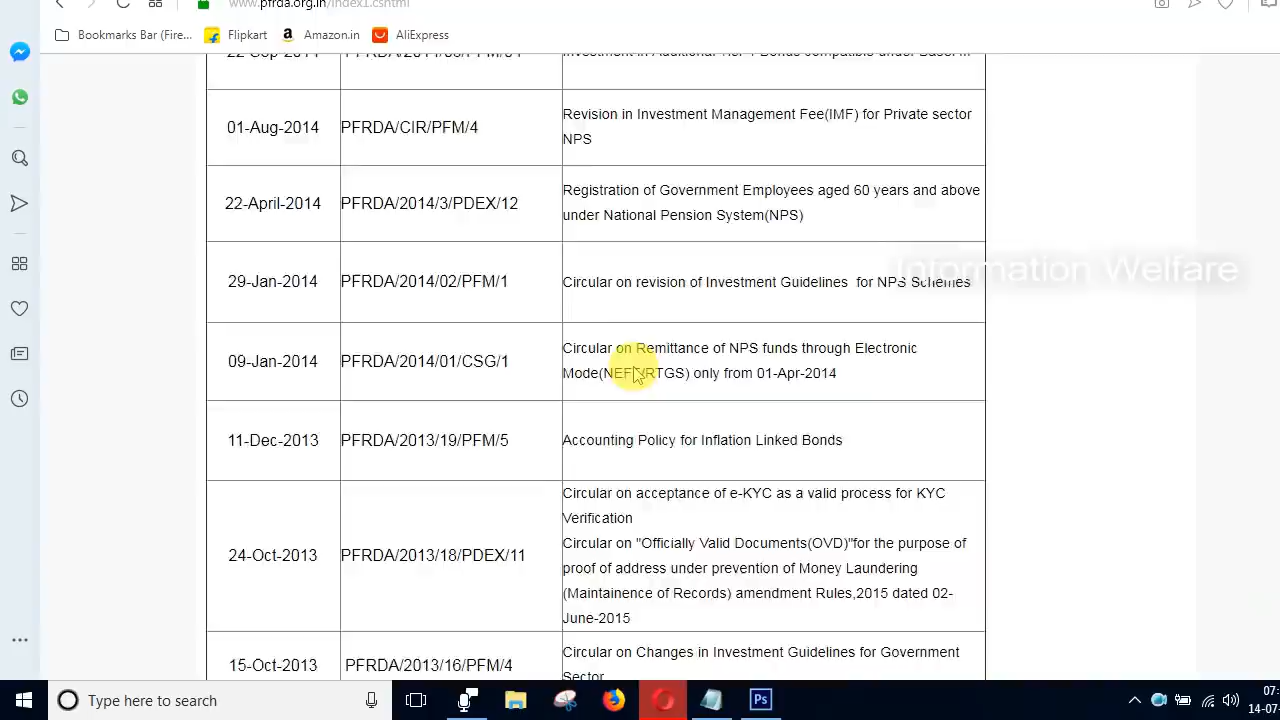 www.pfrda.org.in/index1.cshtml
Bookmarks Bar (Fire...
Flipkart
Amazon.in
AliExpress
01-Aug-2014
PFRDA/CIR/PFM/4
Revision in Investment Management Fee(IMF) for Private sector
NPS
22-April-2014
PFRDA/2014/3/PDEX/12
Registration of Government Employees aged 60 years and above
under National Pension System(NPS)
Information Welfare
29-Jan-2014
PFRDA/2014/02/PFM/1
Circular on revision of Investment Guidelines for NPS Schemes
09-Jan-2014
PFRDA/2014/01/CSG/1
Circular on Remittance of NPS funds through Electronic
Mode(NEFT/RTGS) only from 01-Apr-2014
11-Dec-2013
PFRDA/2013/19/PFM/5
Accounting Policy for Inflation Linked Bonds
24-Oct-2013
PFRDA/2013/18/PDEX/11
Circular on acceptance of e-KYC as a valid process for KYC
Verification
Circular on "Officially Valid Documents(OVD)"for the purpose of
proof of address under prevention of Money Laundering
(Maintainence of Records) amendment Rules,2015 dated 02-
June-2015
15-Oct-2013
PFRDA/2013/16/PFM/4
Circular on Changes in Investment Guidelines for Government
Sector
Type here to search
Ps
07:
14-07-